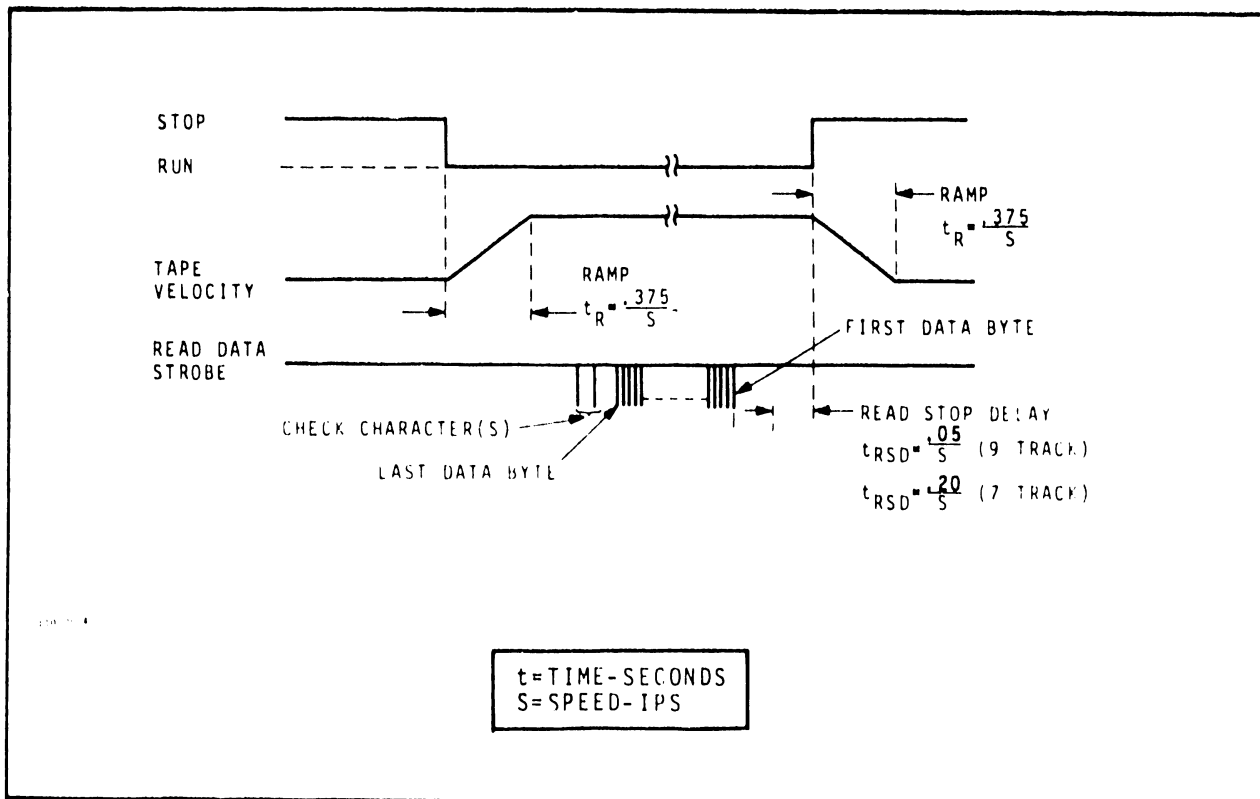 STOP
RUN
RAMP
t_R = .375/S
TAPE
VELOCITY
RAMP
t_R = .375/S
FIRST DATA BYTE
READ DATA
STROBE
READ STOP DELAY
CHECK CHARACTER(S)
t_RSD = .05/S (9 TRACK)
LAST DATA BYTE
t_RSD = .20/S (7 TRACK)
t=TIME-SECONDS
S=SPEED-IPS